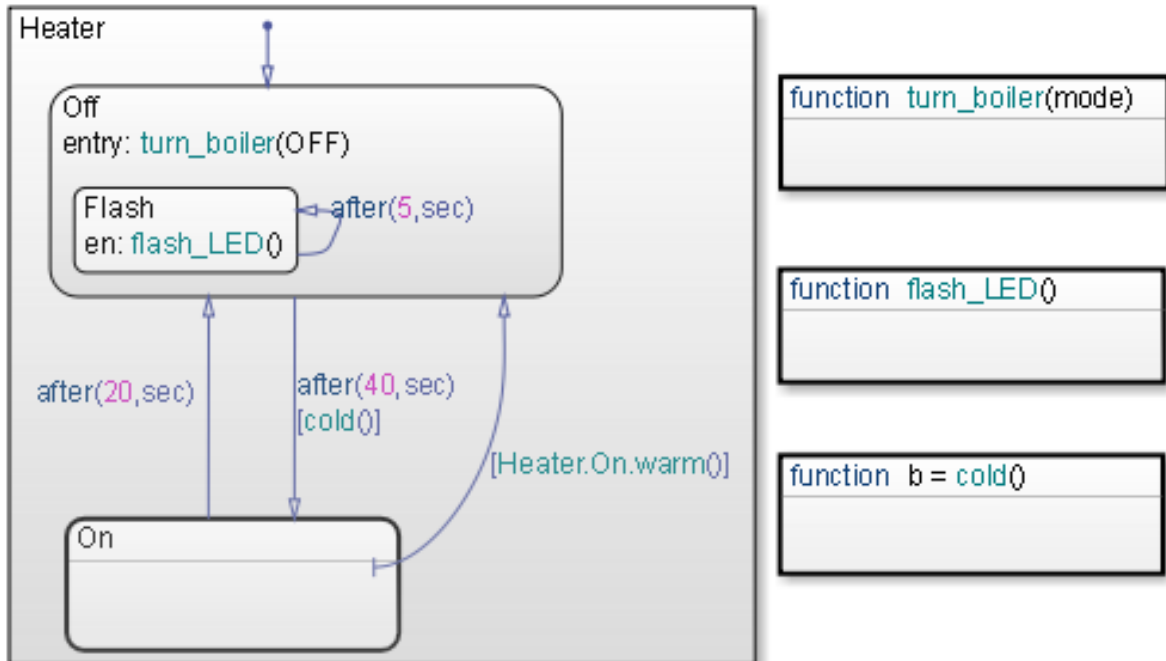 Heater
Off
entry: turn_boiler(OFF)
Flash
en: flash_LED()
after(5,sec)
after(20,sec)
after(40,sec)
[cold()]
[Heater.On.warm()]
On
function turn_boiler(mode)
function flash_LED()
function b = cold()